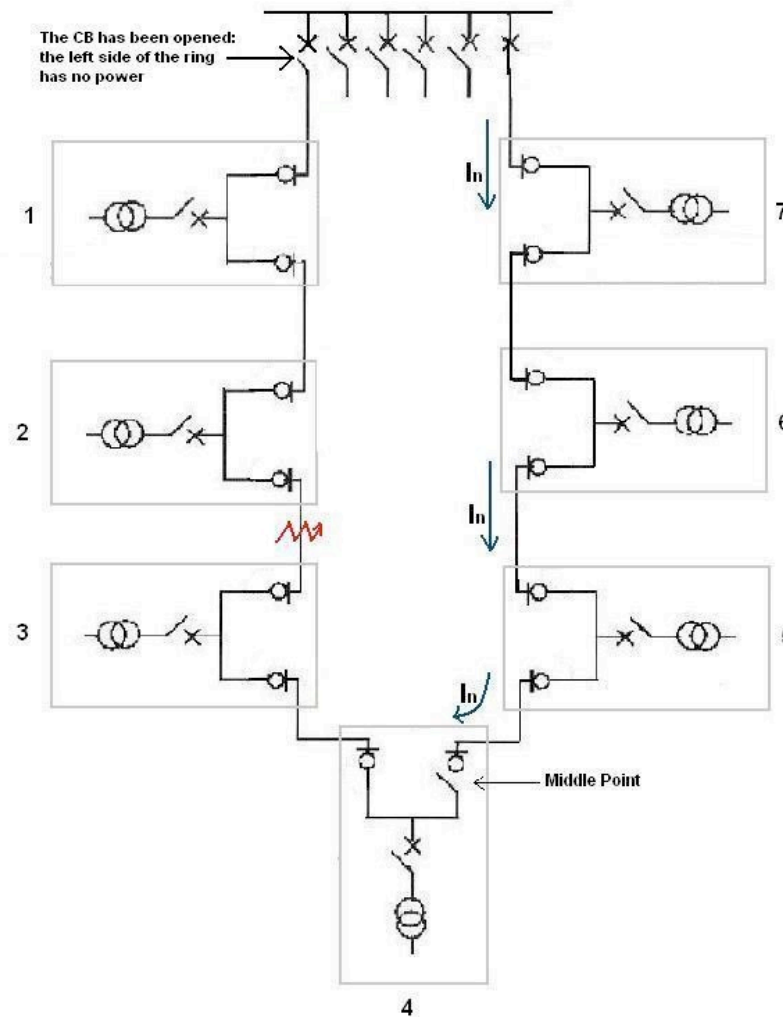 The CB has been opened:
the left side of the ring
has no power
In
1
7
2
6
In
3
In
Middle Point
4